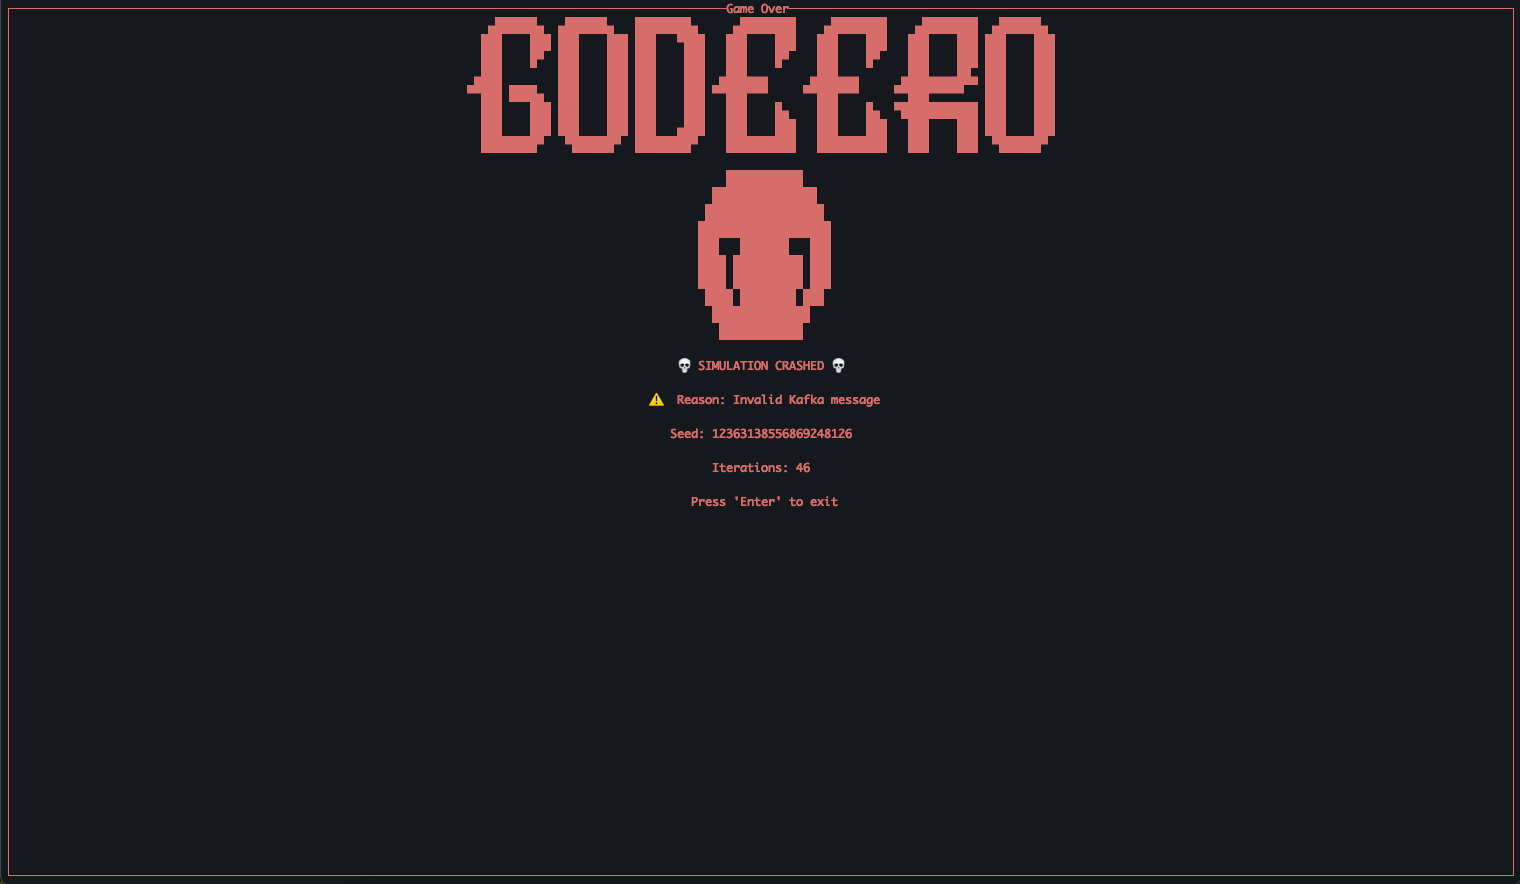 Game Over
GODEERO
💀 SIMULATION CRASHED 💀
⚠️ Reason: Invalid Kafka message
Seed: 12363138556869248126
Iterations: 46
Press 'Enter' to exit